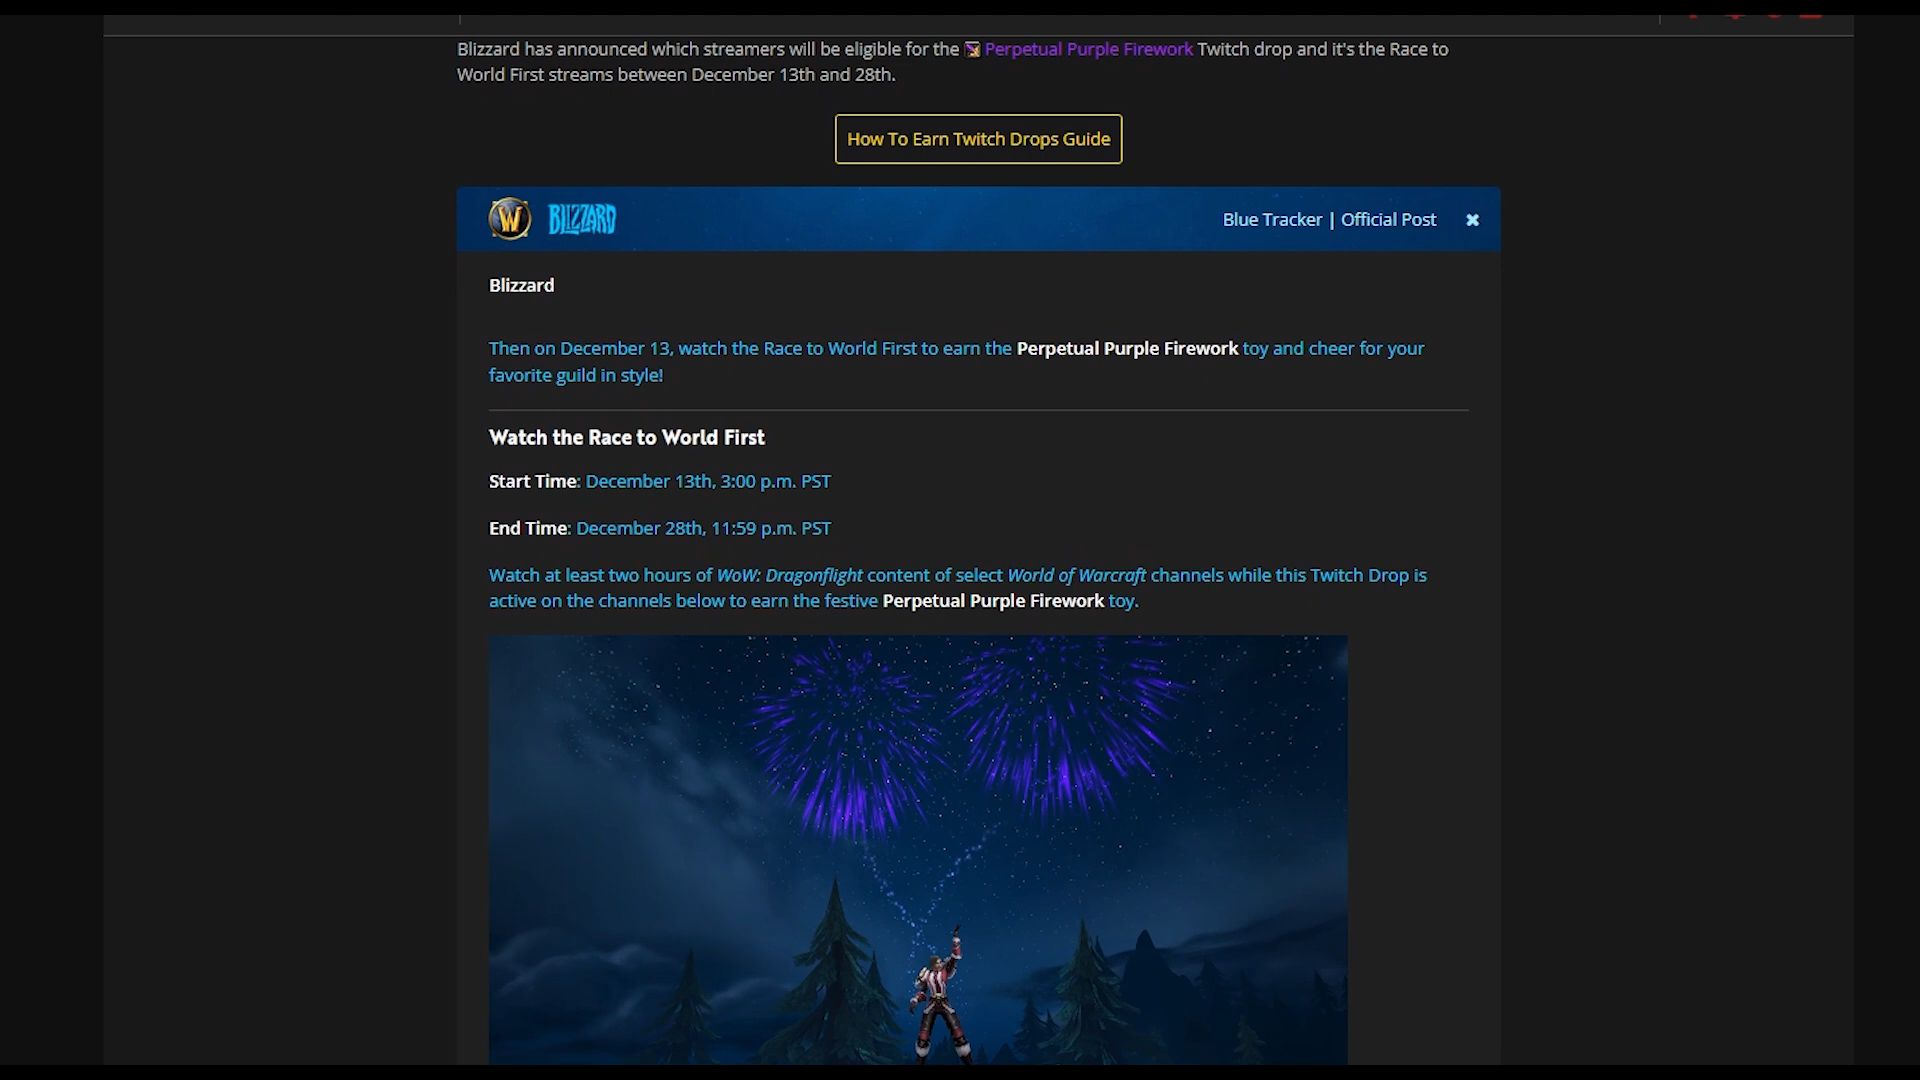 Blizzard has announced which streamers will be eligible for the Perpetual Purple Firework Twitch drop and it's the Race to
World First streams between December 13th and 28th.
How To Earn Twitch Drops Guide
W BLIZZARD Blue Tracker | Official Post
Blizzard
Then on December 13, watch the Race to World First to earn the Perpetual Purple Firework toy and cheer for your
favorite guild in style!
Watch the Race to World First
Start Time: December 13th, 3:00 p.m. PST
End Time: December 28th, 11:59 p.m. PST
Watch at least two hours of WoW: Dragonflight content of select World of Warcraft channels while this Twitch Drop is
active on the channels below to earn the festive Perpetual Purple Firework toy.